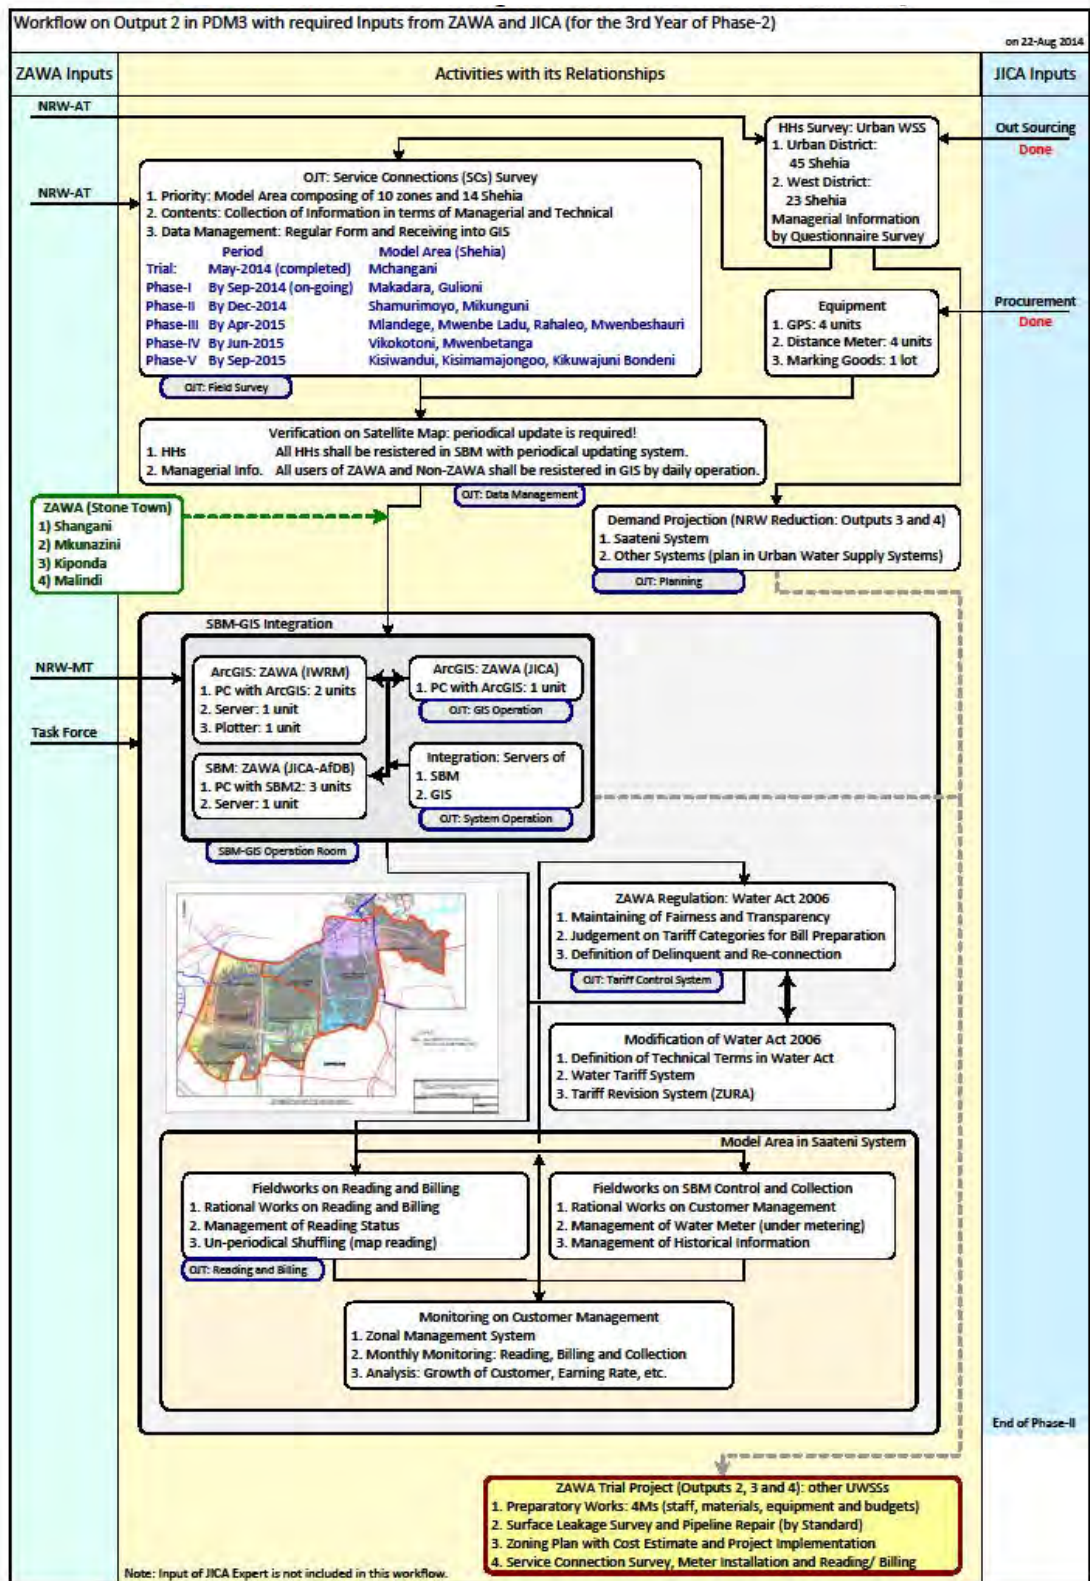 Workflow on Output 2 in PDM3 with required Inputs from ZAWA and JICA (for the 3rd Year of Phase-2)
on 22-Aug 2014
ZAWA Inputs
Activities with its Relationships
JICA Inputs
NRW-AT
HHs Survey: Urban WSS
1. Urban District:
45 Shehia
2. West District:
23 Shehia
Managerial Information
by Questionnaire Survey
Out Sourcing
Done
NRW-AT
OJT: Service Connections (SCs) Survey
1. Priority: Model Area composing of 10 zones and 14 Shehia
2. Contents: Collection of Information in terms of Managerial and Technical
3. Data Management: Regular Form and Receiving into GIS
Period Model Area (Shehia)
Trial: May-2014 (completed) Mchangani
Phase-I By Sep-2014 (on-going) Makadara, Gulioni
Phase-II By Dec-2014 Shamurimoyo, Mikunguni
Phase-III By Apr-2015 Mlandege, Mwenbe Ladu, Rahaleo, Mwenbeshauri
Phase-IV By Jun-2015 Vikokotoni, Mwenbetanga
Phase-V By Sep-2015 Kisiwandui, Kisimamajongoo, Kikuwajuni Bondeni
OJT: Field Survey
Equipment
1. GPS: 4 units
2. Distance Meter: 4 units
3. Marking Goods: 1 lot
Procurement
Done
Verification on Satellite Map: periodical update is required!
1. HHs All HHs shall be resistered in SBM with periodical updating system.
2. Managerial Info. All users of ZAWA and Non-ZAWA shall be resistered in GIS by daily operation.
OJT: Data Management
ZAWA (Stone Town)
1) Shangani
2) Mkunazini
3) Kiponda
4) Malindi
Demand Projection (NRW Reduction: Outputs 3 and 4)
1. Saateni System
2. Other Systems (plan in Urban Water Supply Systems)
OJT: Planning
SBM-GIS Integration
NRW-MT
ArcGIS: ZAWA (IWRM)
1. PC with ArcGIS: 2 units
2. Server: 1 unit
3. Plotter: 1 unit
ArcGIS: ZAWA (JICA)
1. PC with ArcGIS: 1 unit
OJT: GIS Operation
Task Force
SBM: ZAWA (JICA-AfDB)
1. PC with SBM2: 3 units
2. Server: 1 unit
Integration: Servers of
1. SBM
2. GIS
OJT: System Operation
SBM-GIS Operation Room
ZAWA Regulation: Water Act 2006
1. Maintaining of Fairness and Transparency
2. Judgement on Tariff Categories for Bill Preparation
3. Definition of Delinquent and Re-connection
OJT: Tariff Control System
Modification of Water Act 2006
1. Definition of Technical Terms in Water Act
2. Water Tariff System
3. Tariff Revision System (ZURA)
Model Area in Saateni System
Fieldworks on Reading and Billing
1. Rational Works on Reading and Billing
2. Management of Reading Status
3. Un-periodical Shuffling (map reading)
OJT: Reading and Billing
Fieldworks on SBM Control and Collection
1. Rational Works on Customer Management
2. Management of Water Meter (under metering)
3. Management of Historical Information
Monitoring on Customer Management
1. Zonal Management System
2. Monthly Monitoring: Reading, Billing and Collection
3. Analysis: Growth of Customer, Earning Rate, etc.
End of Phase-II
ZAWA Trial Project (Outputs 2, 3 and 4): other UWSSs
1. Preparatory Works: 4Ms (staff, materials, equipment and budgets)
2. Surface Leakage Survey and Pipeline Repair (by Standard)
3. Zoning Plan with Cost Estimate and Project Implementation
4. Service Connection Survey, Meter Installation and Reading/ Billing
Note: Input of JICA Expert is not included in this workflow.